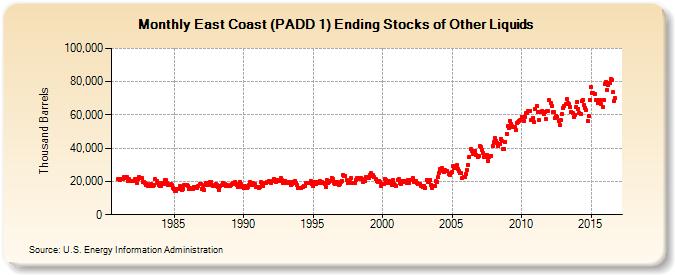 Monthly East Coast (PADD 1) Ending Stocks of Other Liquids
Thousand Barrels
100,000
80,000
60,000
40,000
20,000
0
1985 1990 1995 2000 2005 2010 2015
Source: U.S. Energy Information Administration